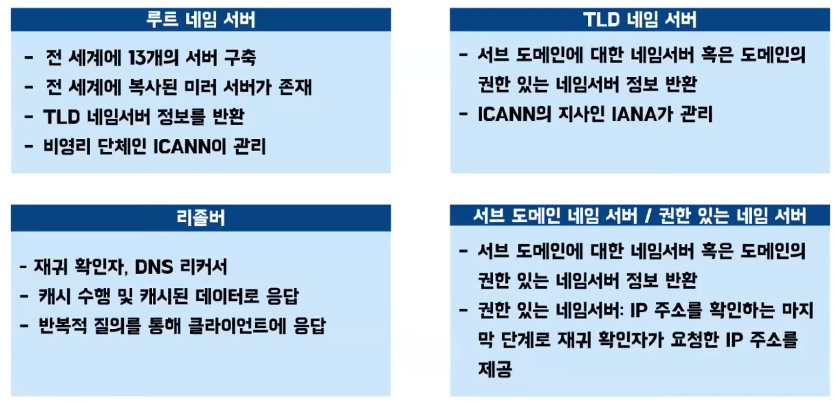 루트 네임 서버
- 전 세계에 13개의 서버 구축
- 전 세계에 복사된 미러 서버가 존재
- TLD 네임서버 정보를 반환
- 비영리 단체인 ICANN이 관리
TLD 네임 서버
- 서브 도메인에 대한 네임서버 혹은 도메인의
권한 있는 네임서버 정보 반환
- ICANN의 지사인 IANA가 관리
리졸버
- 재귀 확인자, DNS 리커서
- 캐시 수행 및 캐시된 데이터로 응답
- 반복적 질의를 통해 클라이언트에 응답
서브 도메인 네임 서버 / 권한 있는 네임 서버
- 서브 도메인에 대한 네임서버 혹은 도메인의
권한 있는 네임서버 정보 반환
- 권한 있는 네임서버: IP 주소를 확인하는 마지
막 단계로 재귀 확인자가 요청한 IP 주소를
제공